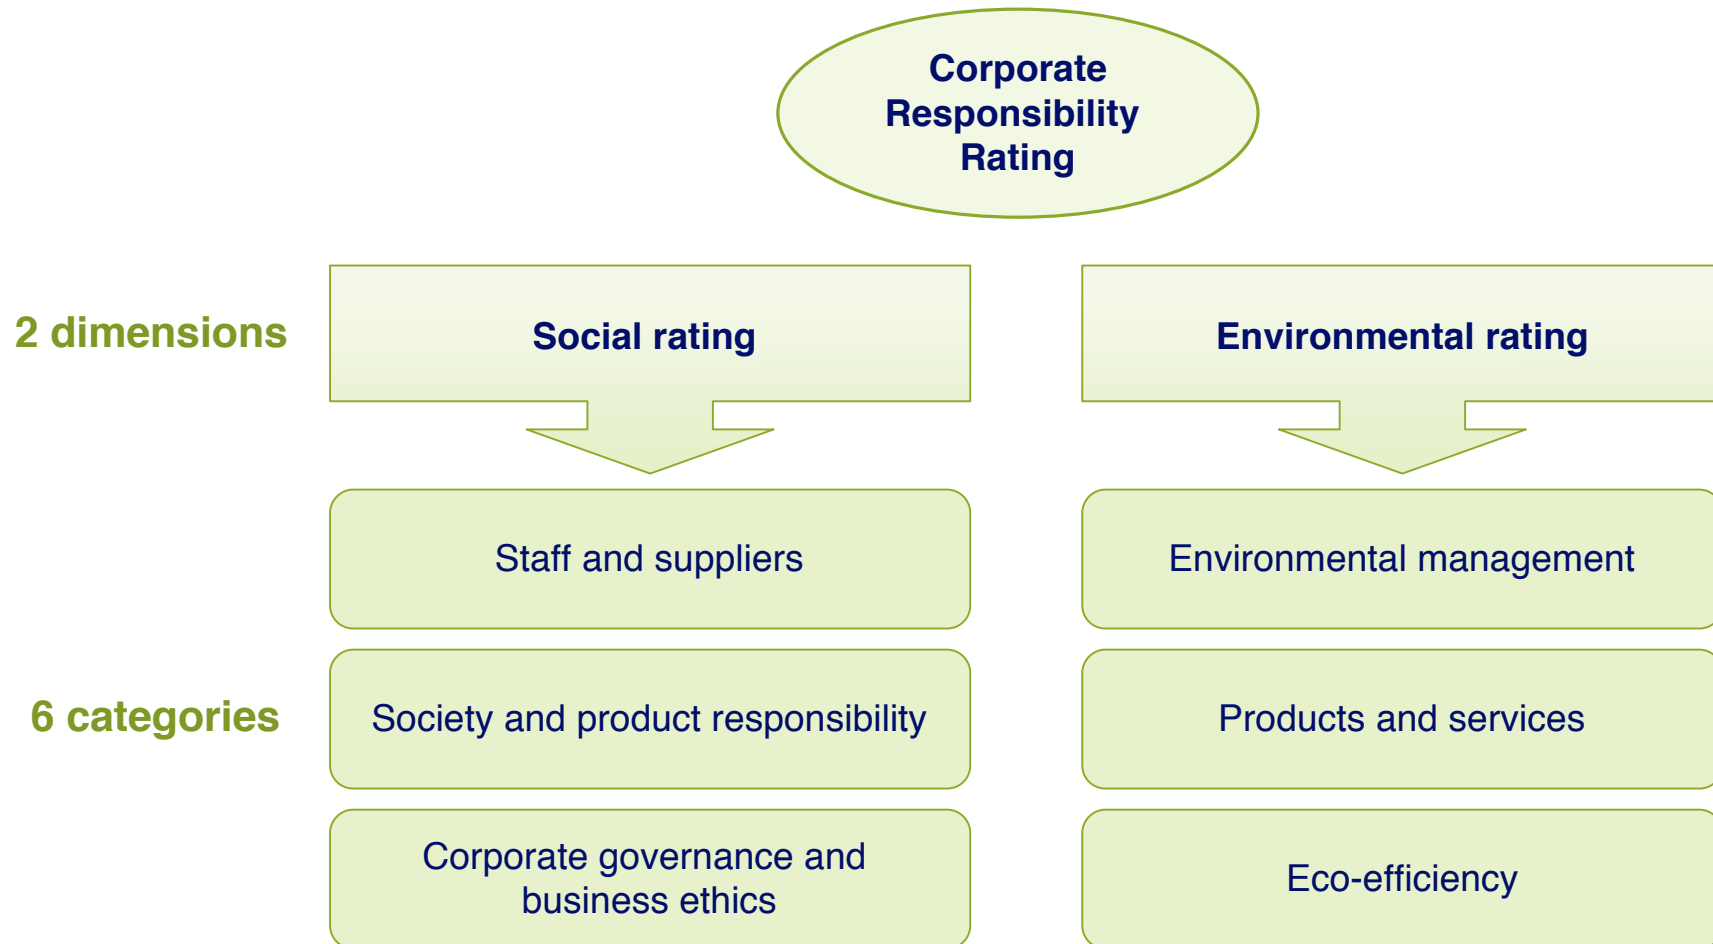 Corporate
Responsibility
Rating
2 dimensions
Social rating
Environmental rating
Staff and suppliers
Environmental management
6 categories
Society and product responsibility
Products and services
Corporate governance and
business ethics
Eco-efficiency